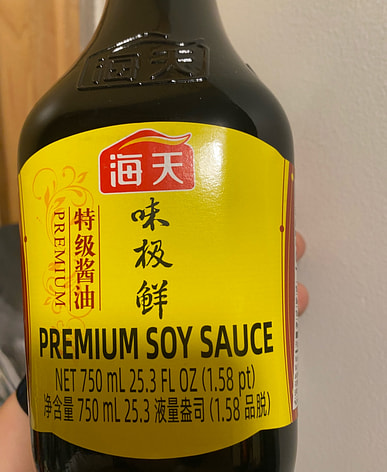 海天
海天
味极鲜
特级酱油
PREMIUM
PREMIUM SOY SAUCE
NET 750 mL 25.3 FL OZ (1.58 pt)
净含量 750 mL 25.3 液量盎司 (1.58 品脱)